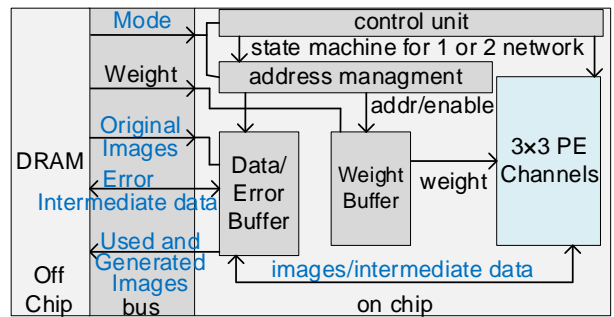 Mode
control unit
state machine for 1 or 2 network
Weight
address managment
addr/enable
Original
Images
DRAM
Data/
Error
Buffer
Weight
Buffer
weight
3×3 PE
Channels
Error
Intermediate data
Used and
Generated
Images
images/intermediate data
Off
Chip
bus
on chip